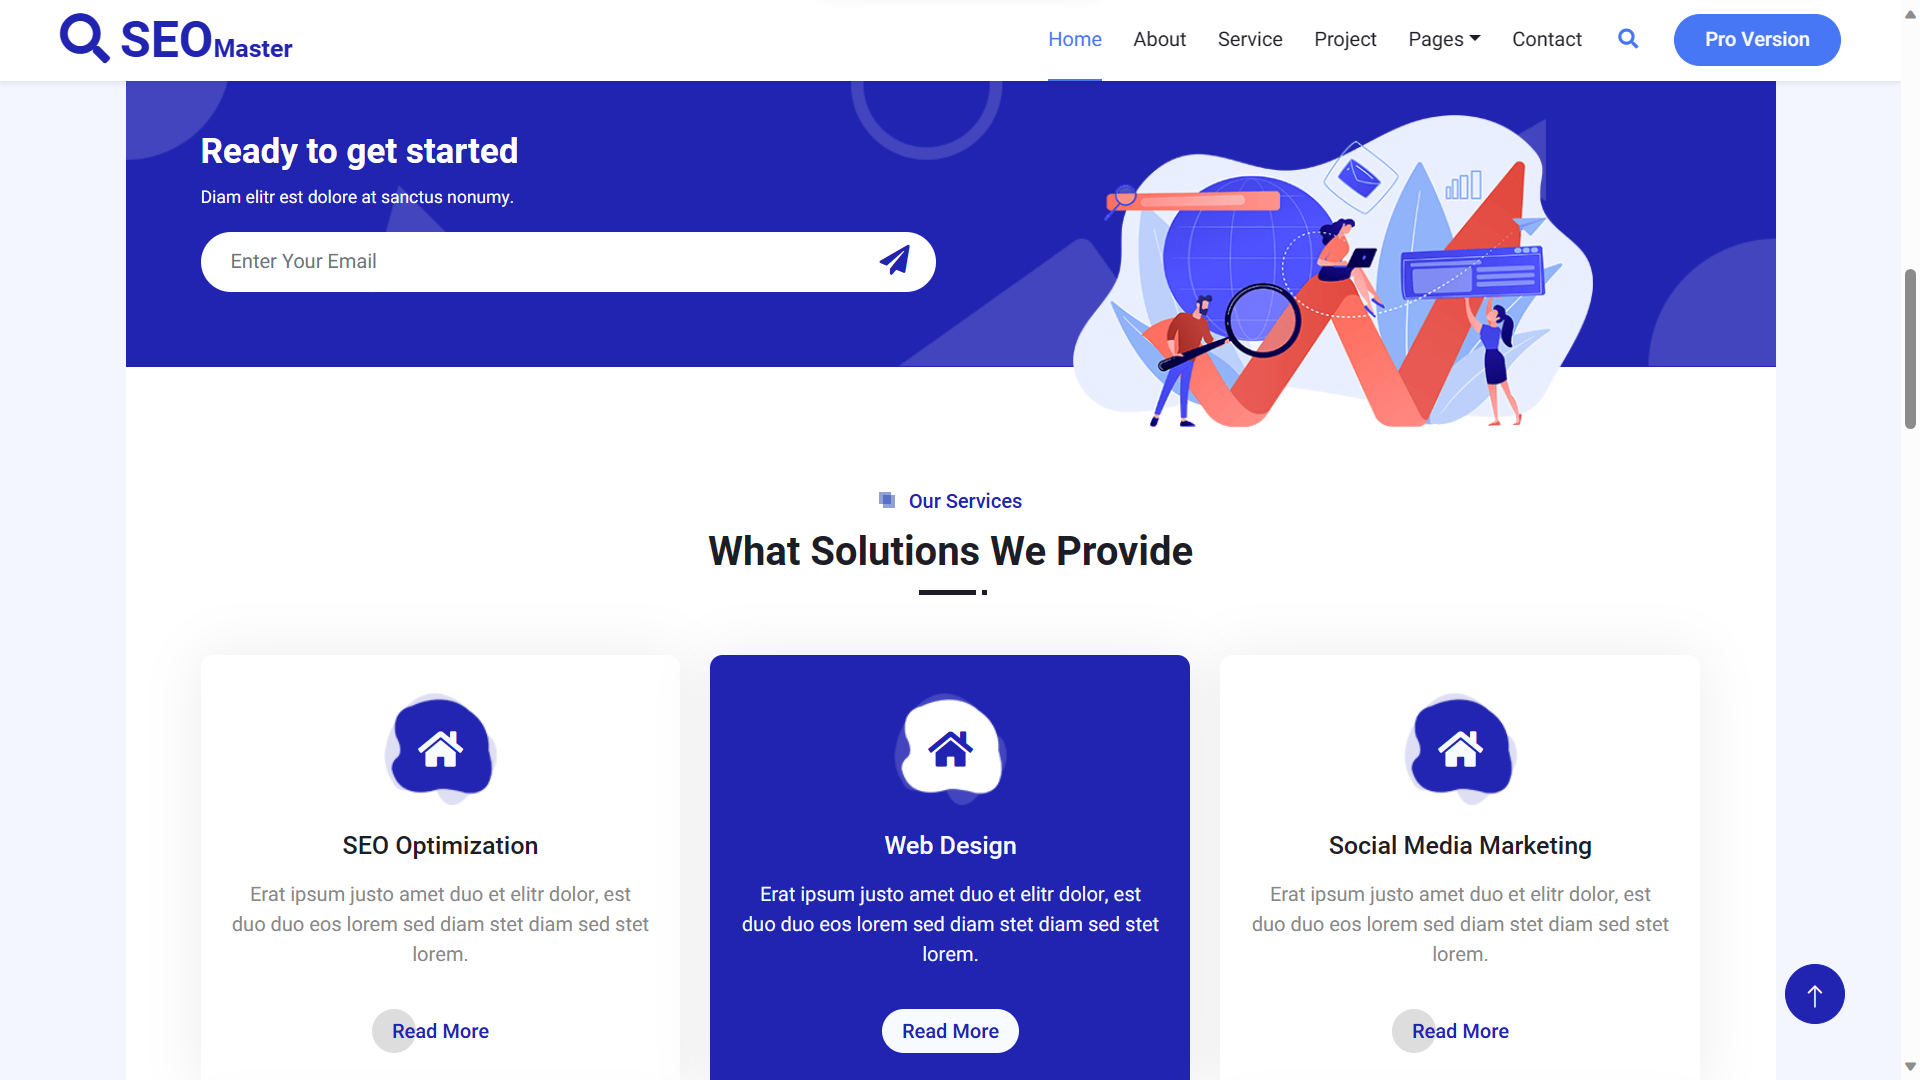 SEOMaster
Home About Service Project Pages Contact Pro Version
Ready to get started
Diam elitr est dolore at sanctus nonumy.
Enter Your Email
Our Services
What Solutions We Provide
SEO Optimization
Erat ipsum justo amet duo et elitr dolor, est
duo duo eos lorem sed diam stet diam sed stet
lorem.
Read More
Web Design
Erat ipsum justo amet duo et elitr dolor, est
duo duo eos lorem sed diam stet diam sed stet
lorem.
Read More
Social Media Marketing
Erat ipsum justo amet duo et elitr dolor, est
duo duo eos lorem sed diam stet diam sed stet
lorem.
Read More